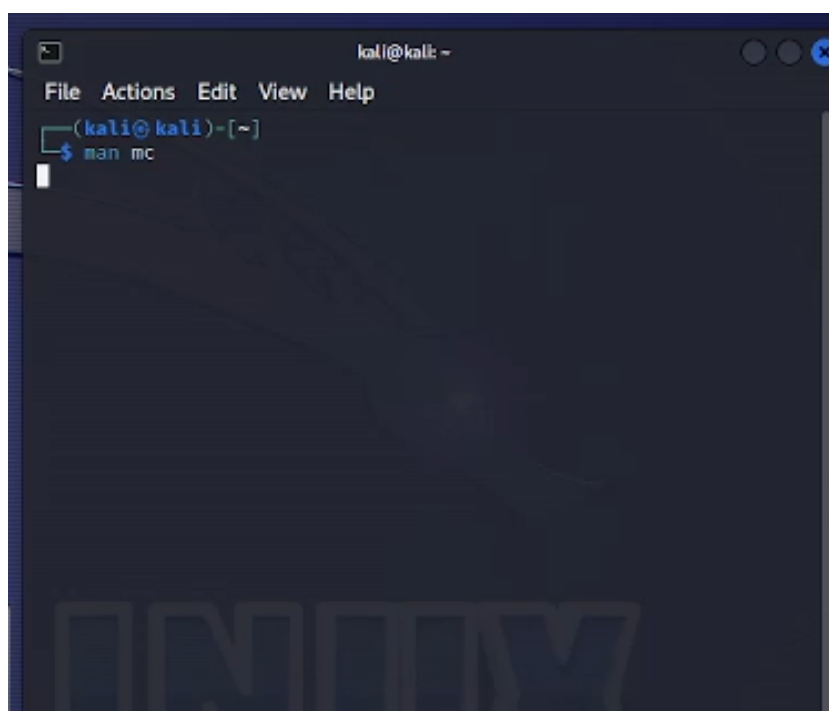 kali@kali: ~
File Actions Edit View Help
(kali㉿kali)-[~]
$ man mc